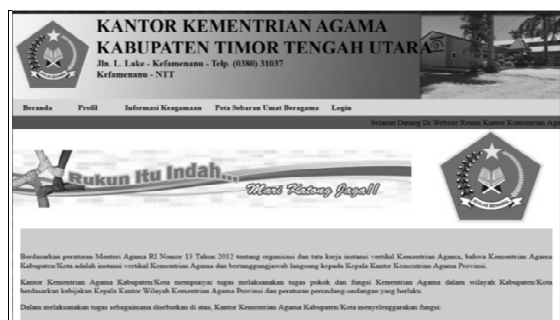 KANTOR KEMENTRIAN AGAMA
KABUPATEN TIMOR TENGAH UTARA
Jln. L. Lake - Kefamenanu - Telp. (0380) 31037
Kefamenanu - NTT
Beranda Profil Informasi Keagamaan Peta Sebaran Umat Beragama Login
Selamat Datang Di Website Resmi Kantor Kementrian Aga
Rukun Itu Indah...
Mari Katong Jaga!!
Berdasarkan peraturan Menteri Agama RI Nomor 13 Tahun 2012 tentang organisasi dan tata kerja instansi vertikal Kementrian Agama, bahwa Kementrian Agama
Kabupaten/Kota adalah instansi vertikal Kementrian Agama dan bertanggungjawab langsung kepada Kepala Kantor Kementrian Agama Provinsi.
Kantor Kementrian Agama Kabupaten/Kota mempunyai tugas melaksanakan tugas pokok dan fungsi Kementrian Agama dalam wilayah Kabupaten/Kota
berdasarkan kebijakan Kepala Kantor Wilayah Kementrian Agama Provinsi dan peraturan perundang-undangan yang berlaku.
Dalam melaksanakan tugas sebagaimana disebutkan di atas, Kantor Kementrian Agama Kabupaten/Kota menyelenggarakan fungsi: